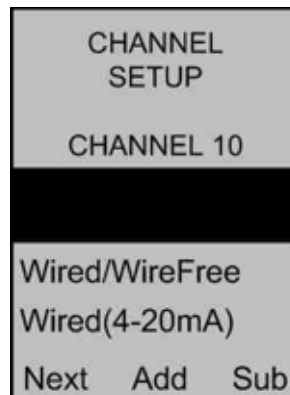 CHANNEL
SETUP
CHANNEL 10
Wired/WireFree
Wired(4-20mA)
Next Add Sub